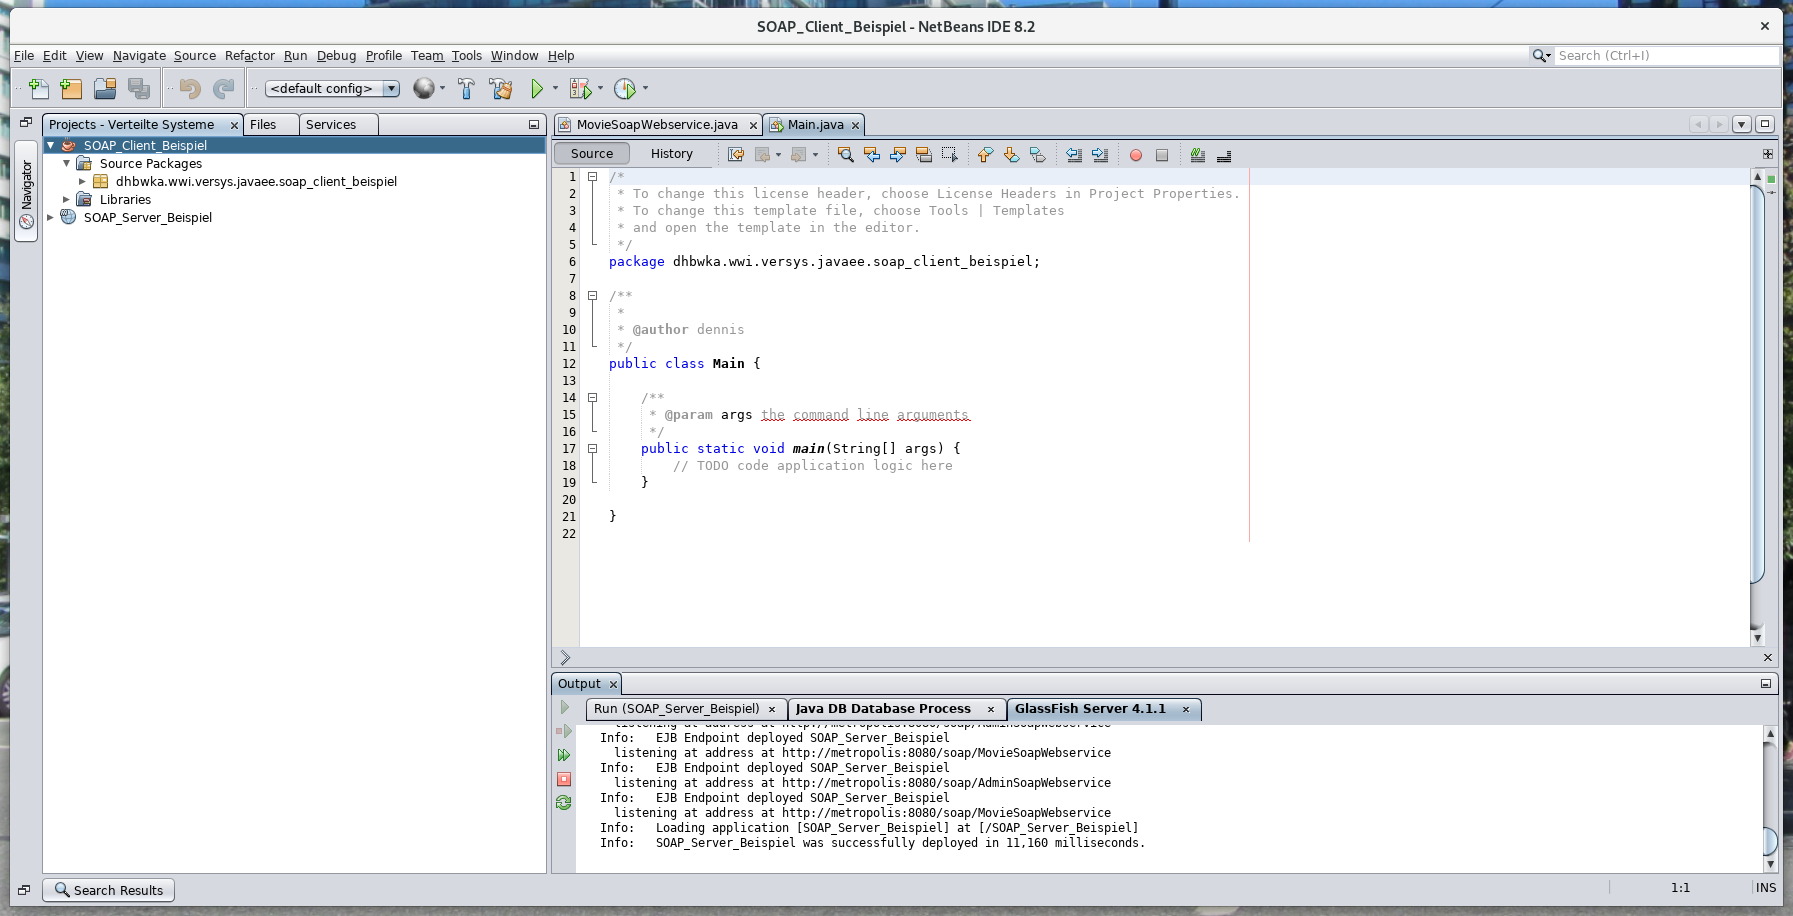 SOAP_Client_Beispiel - NetBeans IDE 8.2
File Edit View Navigate Source Refactor Run Debug Profile Team Tools Window Help
Search (Ctrl+I)
<default config>
Projects - Verteilte Systeme
Files
Services
Navigator
SOAP_Client_Beispiel
Source Packages
dhbwka.wwi.versys.javaee.soap_client_beispiel
Libraries
SOAP_Server_Beispiel
MovieSoapWebservice.java
Main.java
Source
History
1 /*
2 * To change this license header, choose License Headers in Project Properties.
3 * To change this template file, choose Tools | Templates
4 * and open the template in the editor.
5 */
6 package dhbwka.wwi.versys.javaee.soap_client_beispiel;
7
8 /**
9 *
10 * @author dennis
11 */
12 public class Main {
13
14 /**
15 * @param args the command line arguments
16 */
17 public static void main(String[] args) {
18 // TODO code application logic here
19 }
20
21 }
22
Output
Run (SOAP_Server_Beispiel)
Java DB Database Process
GlassFish Server 4.1.1
listening at address at http://metropolis:8080/soap/AdminSoapWebservice
Info: EJB Endpoint deployed SOAP_Server_Beispiel
listening at address at http://metropolis:8080/soap/MovieSoapWebservice
Info: EJB Endpoint deployed SOAP_Server_Beispiel
listening at address at http://metropolis:8080/soap/AdminSoapWebservice
Info: EJB Endpoint deployed SOAP_Server_Beispiel
listening at address at http://metropolis:8080/soap/MovieSoapWebservice
Info: Loading application [SOAP_Server_Beispiel] at [/SOAP_Server_Beispiel]
Info: SOAP_Server_Beispiel was successfully deployed in 11,160 milliseconds.
Search Results
1:1
INS